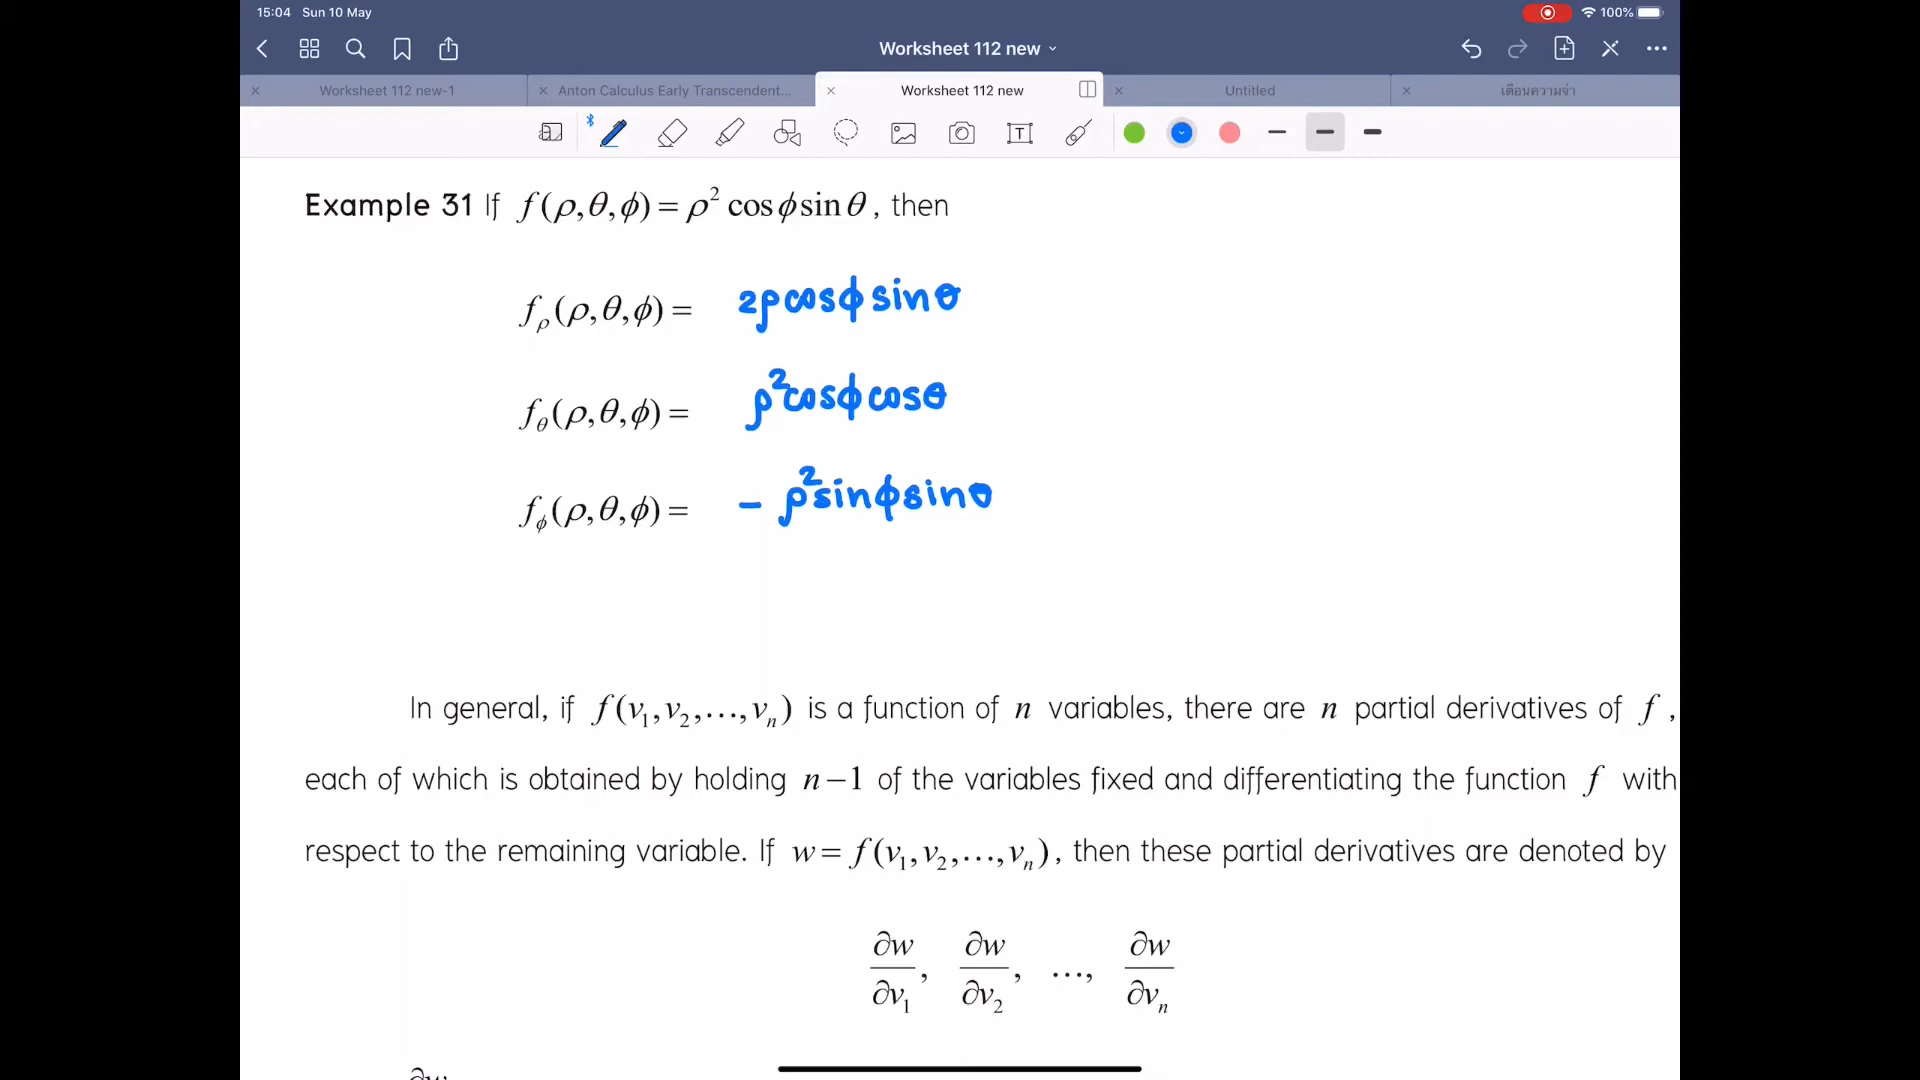 15:04 Sun 10 May 100%
Worksheet 112 new
Worksheet 112 new-1 Anton Calculus Early Transcendent... Worksheet 112 new Untitled เตือนความจำ
Example 31 If f(ρ,θ,ϕ) = ρ² cosϕ sinθ, then
f_ρ(ρ,θ,ϕ) = 2ρcosϕ sinθ
f_θ(ρ,θ,ϕ) = ρ²cosϕ cosθ
f_ϕ(ρ,θ,ϕ) = - ρ²sinϕ sinθ
In general, if f(v₁,v₂,...,vₙ) is a function of n variables, there are n partial derivatives of f,
each of which is obtained by holding n−1 of the variables fixed and differentiating the function f with
respect to the remaining variable. If w = f(v₁,v₂,...,vₙ), then these partial derivatives are denoted by
∂w/∂v₁, ∂w/∂v₂, ..., ∂w/∂vₙ